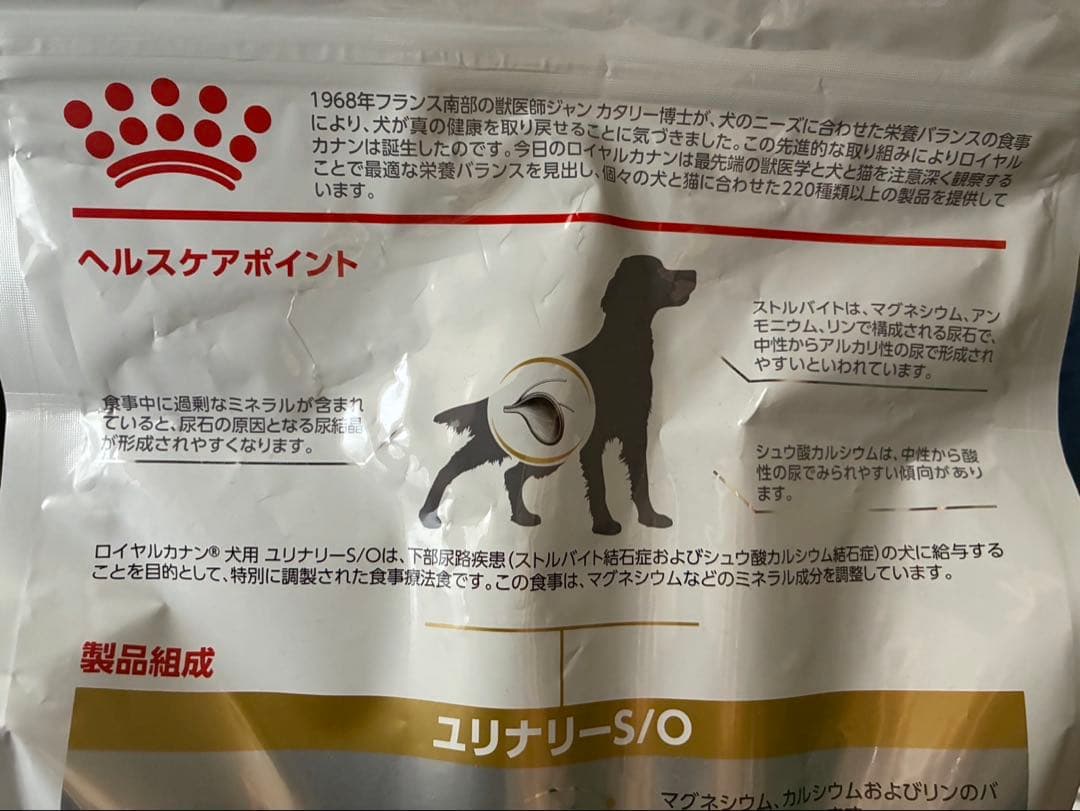 1968年フランス南部の獣医師ジャン カタリー博士が、犬のニーズに合わせた栄養バランスの食事
により、犬が真の健康を取り戻せることに気づきました。この先進的な取り組みによりロイヤル
カナンは誕生したのです。今日のロイヤルカナンは最先端の獣医学と犬と猫を注意深く観察する
ことで最適な栄養バランスを見出し、個々の犬と猫に合わせた220種類以上の製品を提供して
います。
ヘルスケアポイント
ストルバイトは、マグネシウム、アン
モニウム、リンで構成される尿石で、
中性からアルカリ性の尿で形成され
やすいといわれています。
食事中に過剰なミネラルが含まれ
ていると、尿石の原因となる尿結晶
が形成されやすくなります。
シュウ酸カルシウムは、中性から酸
性の尿でみられやすい傾向があり
ます。
ロイヤルカナン® 犬用 ユリナリーS/Oは、下部尿路疾患(ストルバイト結石症およびシュウ酸カルシウム結石症)の犬に給与する
ことを目的として、特別に調製された食事療法食です。この食事は、マグネシウムなどのミネラル成分を調整しています。
製品組成
ユリナリーS/O
マグネシウム、カルシウムおよびリンのバ